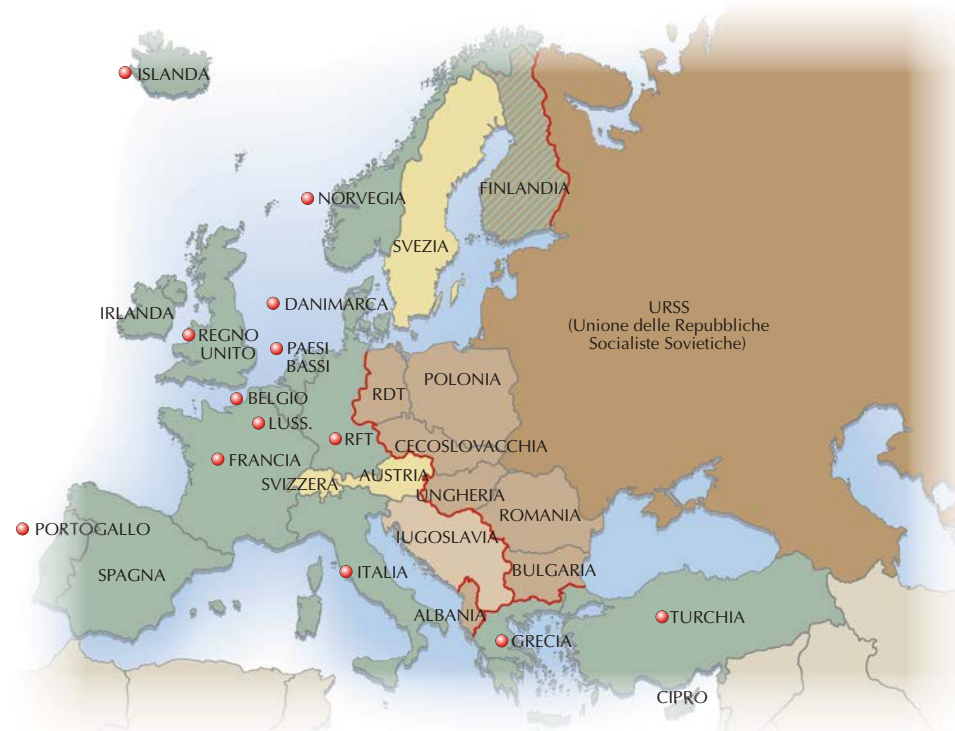 ISLANDA
NORVEGIA
FINLANDIA
SVEZIA
IRLANDA
DANIMARCA
REGNO
UNITO
PAESI
BASSI
URSS
(Unione delle Repubbliche
Socialiste Sovietiche)
BELGIO
LUSS.
RFT
RDT
POLONIA
CECOSLOVACCHIA
FRANCIA
SVIZZERA
AUSTRIA
UNGHERIA
ROMANIA
PORTOGALLO
SPAGNA
IUGOSLAVIA
BULGARIA
ITALIA
ALBANIA
GRECIA
TURCHIA
CIPRO